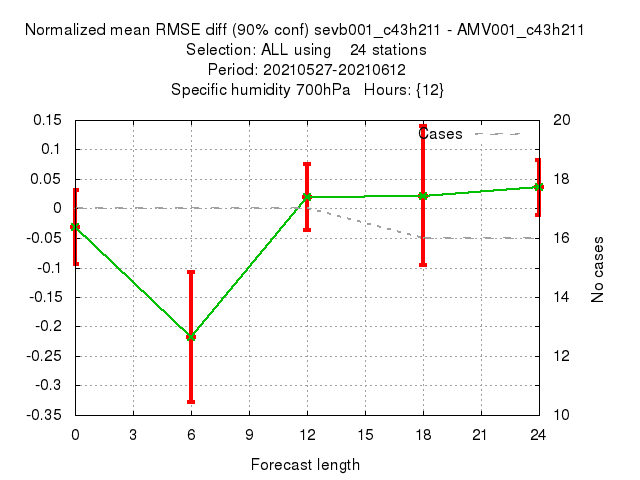 Normalized mean RMSE diff (90% conf) sevb001_c43h211 - AMV001_c43h211
Selection: ALL using    24 stations
Period: 20210527-20210612
Specific humidity 700hPa   Hours: {12}
0.15
0.1
0.05
0
-0.05
-0.1
-0.15
-0.2
-0.25
-0.3
-0.35
Cases
20
18
16
14
12
10
No cases
0 3 6 9 12 15 18 21 24
Forecast length